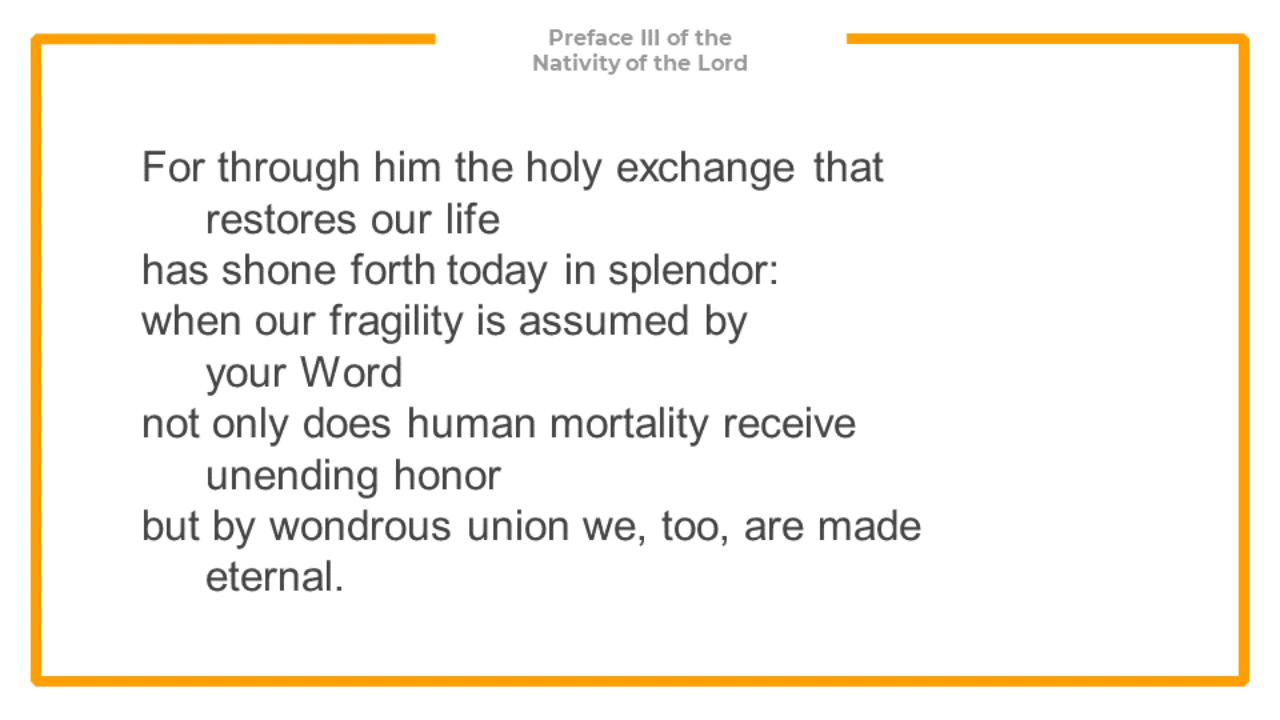 Preface III of the
Nativity of the Lord
For through him the holy exchange that
restores our life
has shone forth today in splendor:
when our fragility is assumed by
your Word
not only does human mortality receive
unending honor
but by wondrous union we, too, are made
eternal.